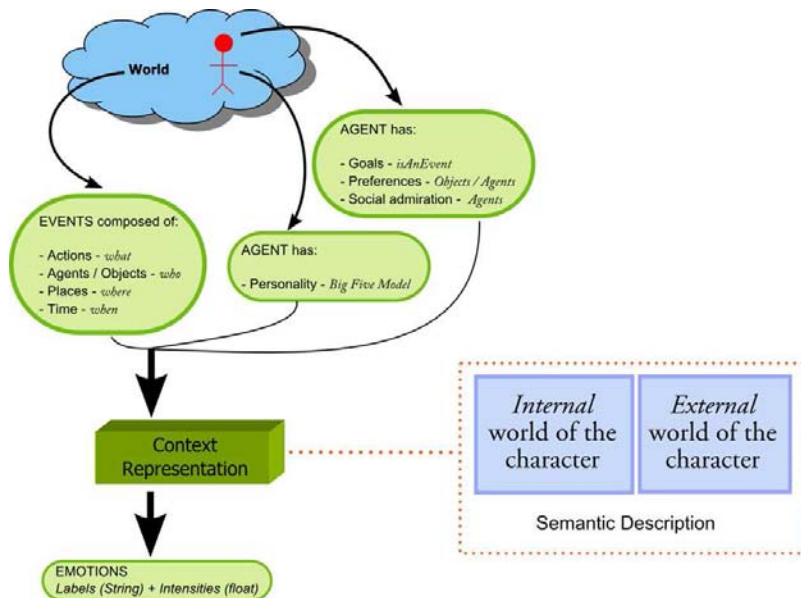 World
AGENT has:
- Goals - isAnEvent
- Preferences - Objects / Agents
- Social admiration - Agents
EVENTS composed of:
- Actions - what
- Agents / Objects - who
- Places - where
- Time - when
AGENT has:
- Personality - Big Five Model
Context
Representation
Internal
world of the
character
External
world of the
character
Semantic Description
EMOTIONS
Labels (String) + Intensities (float)